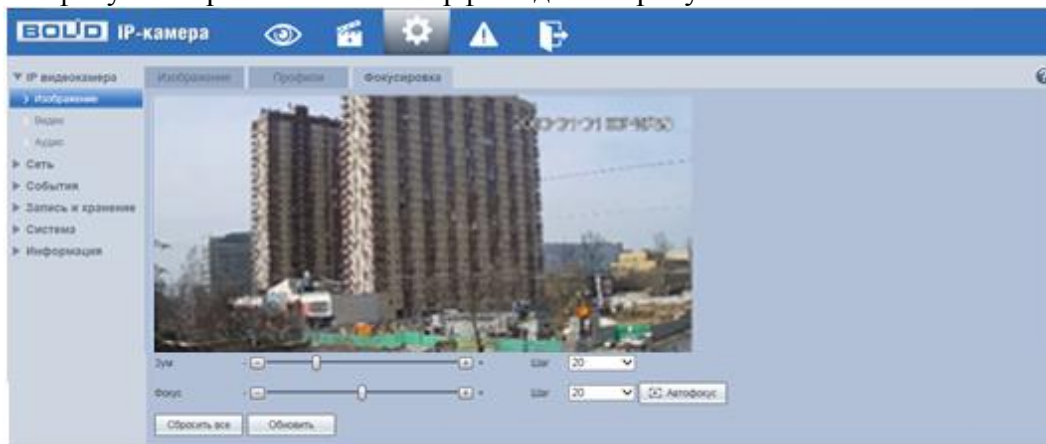 BOLID IP-камера
IP видеокамера
Изображение
Видео
Аудио
Сеть
События
Запись и хранение
Система
Информация
Изображение Профили Фокусировка
Зум - + Шаг 20
Фокус - + Шаг 20 Автофокус
Сбросить все Обновить